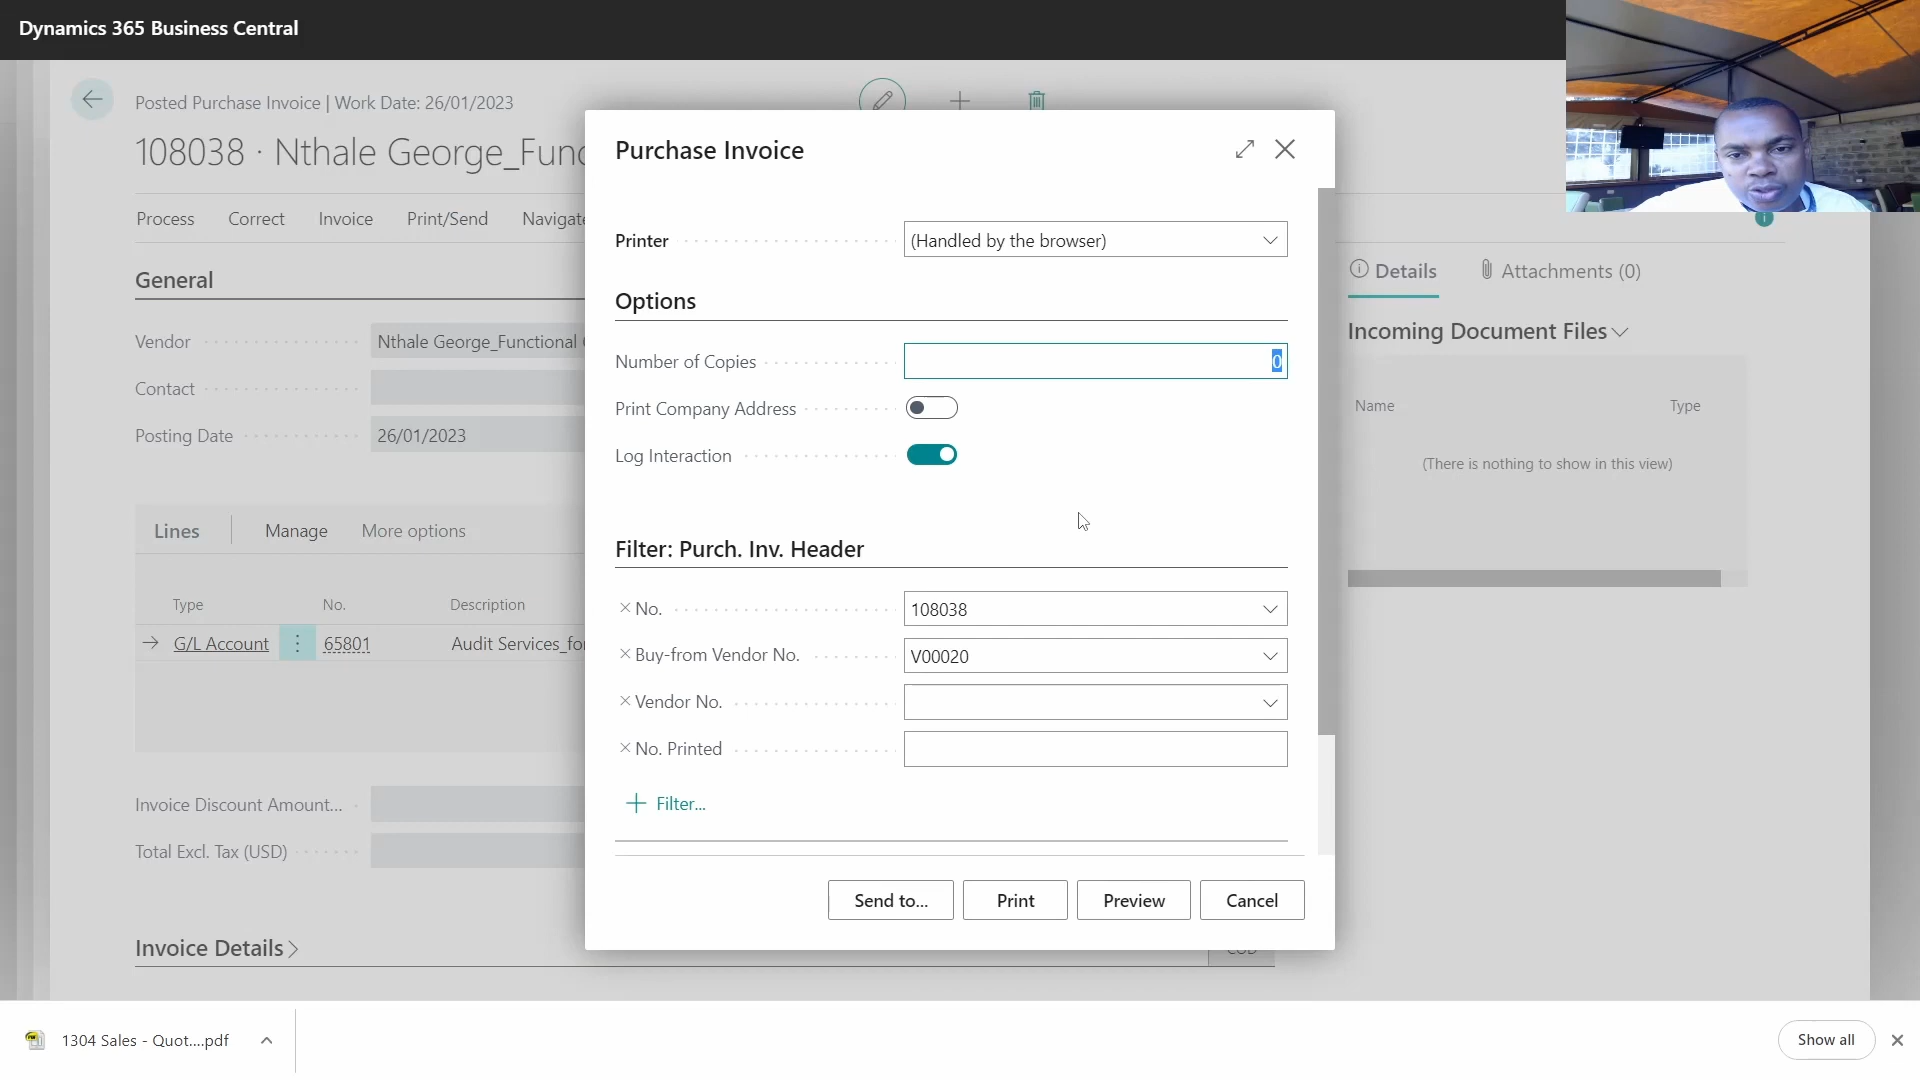 Dynamics 365 Business Central
Posted Purchase Invoice | Work Date: 26/01/2023
108038 · Nthale George_Func
Process Correct Invoice Print/Send Navigate
General
Vendor Nthale George_Functional
Contact
Posting Date 26/01/2023
Lines Manage More options
Type No. Description
G/L Account 65801 Audit Services_fo
Invoice Discount Amount...
Total Excl. Tax (USD)
Invoice Details
Purchase Invoice
Printer (Handled by the browser)
Options
Number of Copies 0
Print Company Address
Log Interaction
Filter: Purch. Inv. Header
No. 108038
Buy-from Vendor No. V00020
Vendor No.
No. Printed
Filter...
Send to... Print Preview Cancel
Details Attachments (0)
Incoming Document Files
Name Type
(There is nothing to show in this view)
1304 Sales - Quot....pdf
Show all